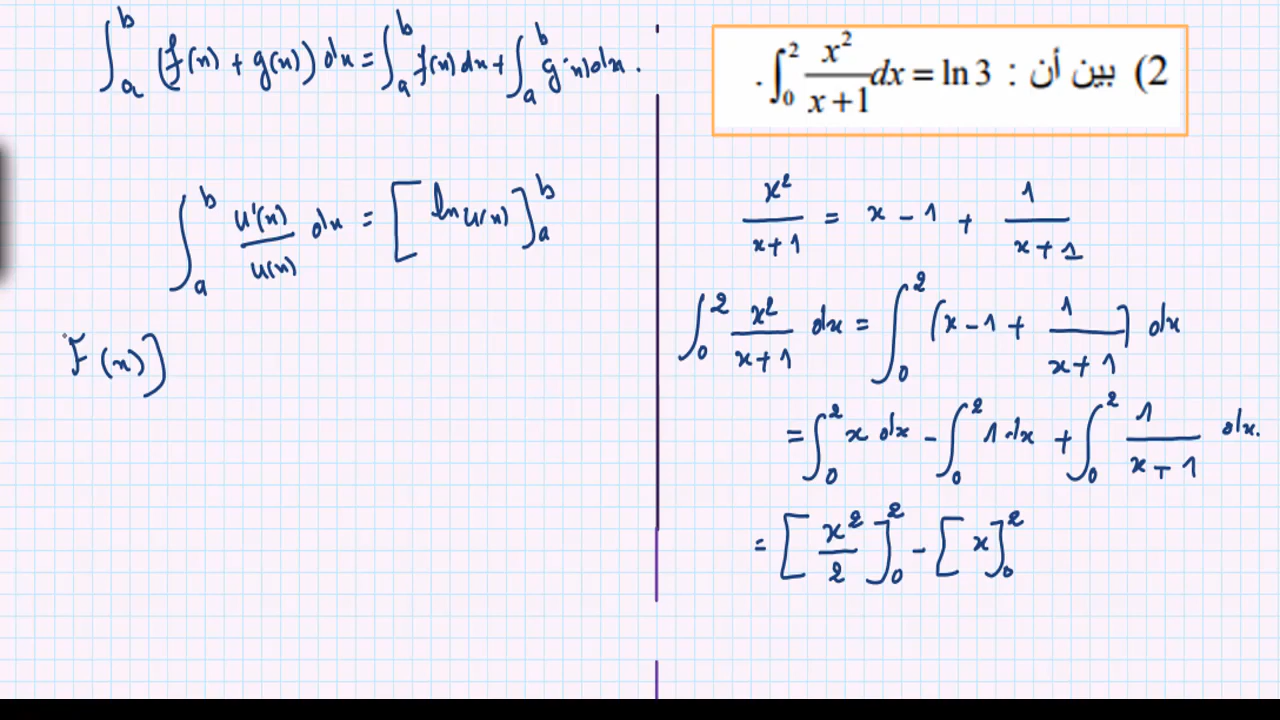 ∫_a^b (f(x) + g(x)) dx = ∫_a^b f(x) dx + ∫_a^b g(x) dx .
∫_a^b u'(x)/u(x) dx = [ln u(x)]_a^b
F(x)]
2) بين أن : ∫_0^2 x²/(x+1) dx = ln 3 .
x²/(x+1) = x - 1 + 1/(x+1)
∫_0^2 x²/(x+1) dx = ∫_0^2 (x - 1 + 1/(x+1)) dx
= ∫_0^2 x dx - ∫_0^2 1 dx + ∫_0^2 1/(x+1) dx.
= [x²/2]_0^2 - [x]_0^2